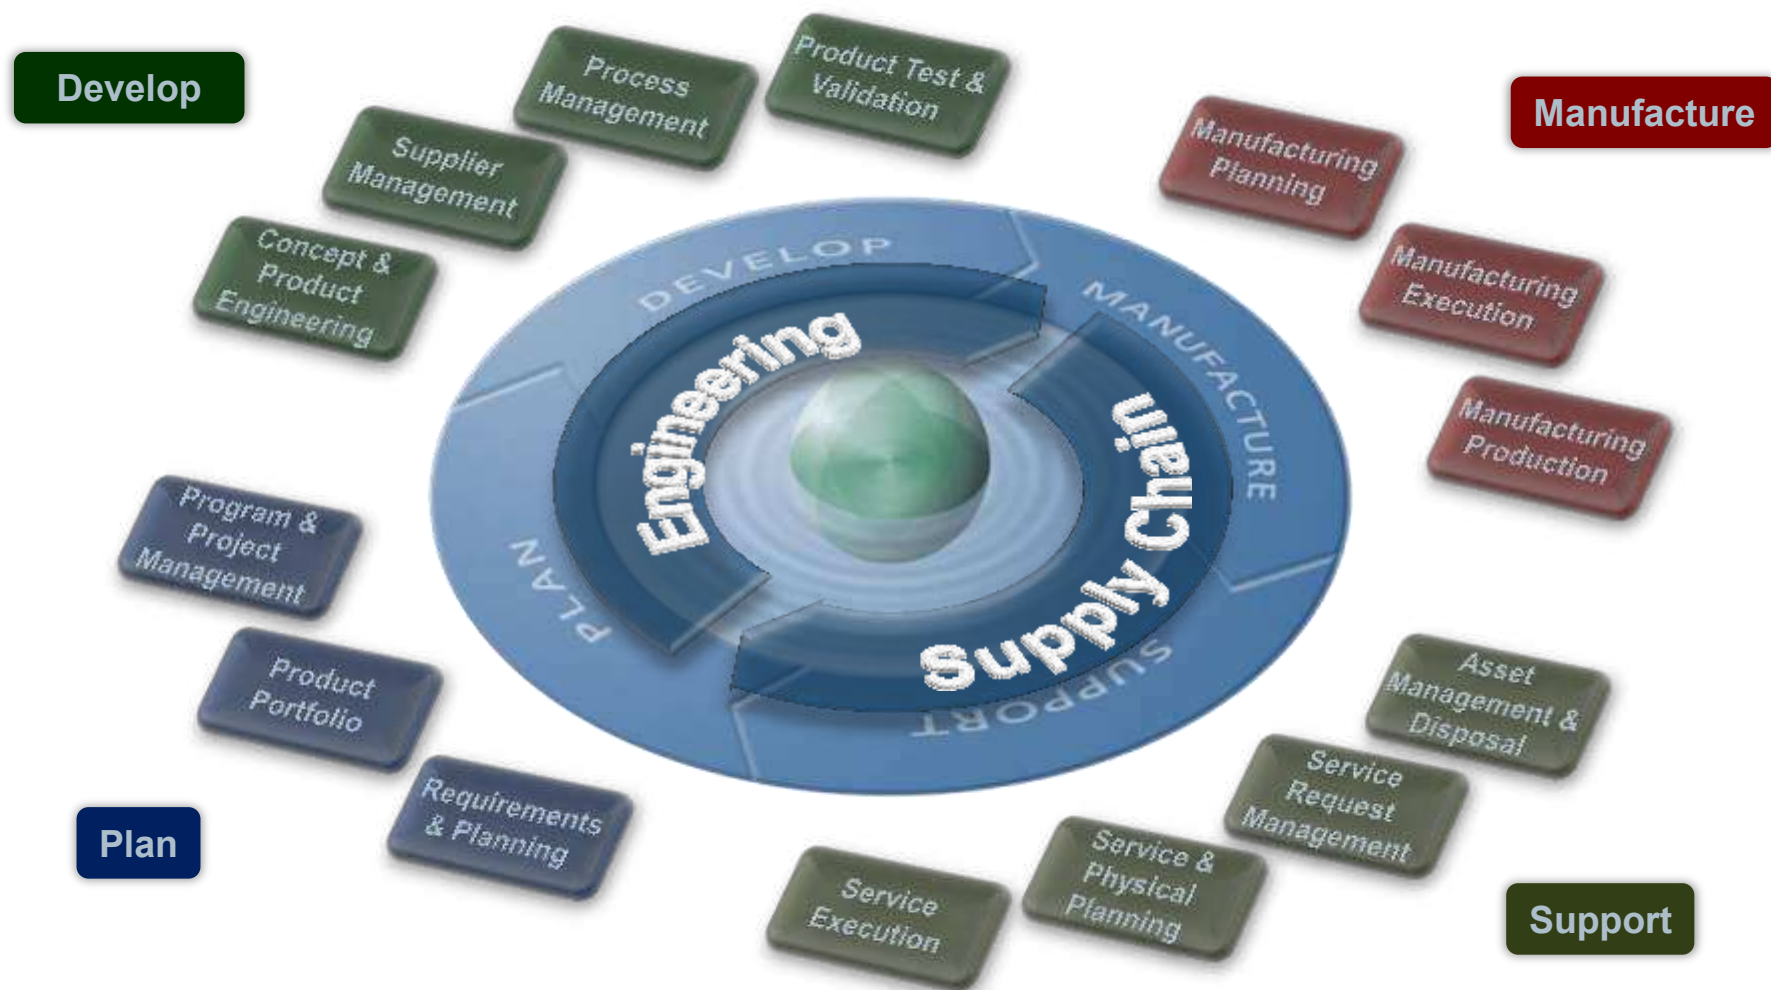 Develop
Process
Management
Product Test &
Validation
Manufacture
Supplier
Management
Manufacturing
Planning
Concept &
Product
Engineering
Manufacturing
Execution
Manufacturing
Production
DEVELOP
MANUFACTURE
SUPPORT
PLAN
Engineering
Supply Chain
Program &
Project
Management
Product
Portfolio
Requirements
& Planning
Plan
Asset
Management &
Disposal
Service
Request
Management
Service &
Physical
Planning
Service
Execution
Support